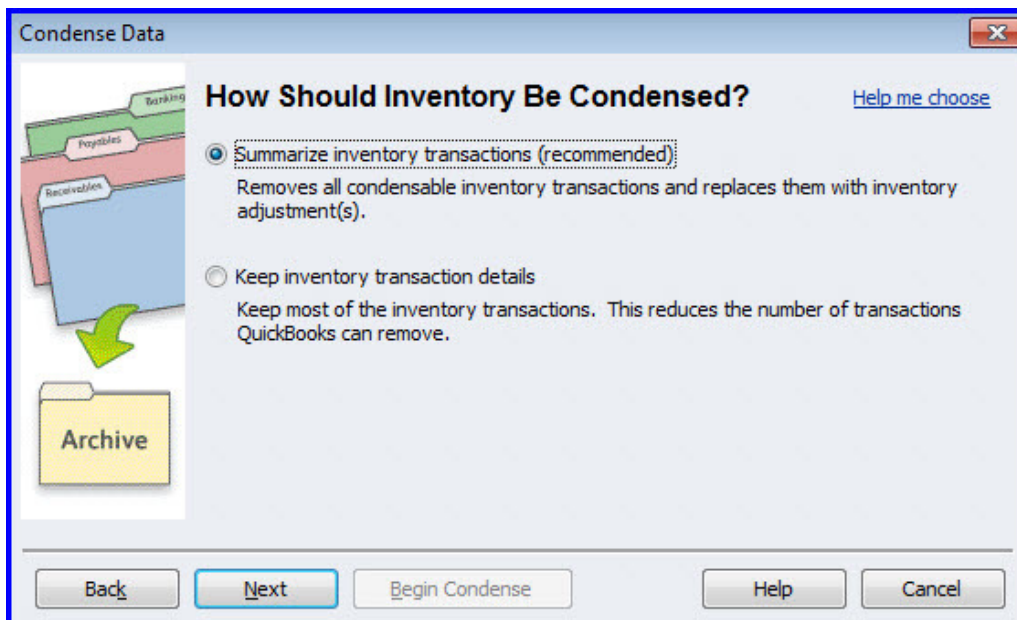 Condense Data
Banking
Payables
Receivables
Archive
How Should Inventory Be Condensed?
Help me choose
Summarize inventory transactions (recommended)
Removes all condensable inventory transactions and replaces them with inventory
adjustment(s).
Keep inventory transaction details
Keep most of the inventory transactions.  This reduces the number of transactions
QuickBooks can remove.
Back
Next
Begin Condense
Help
Cancel